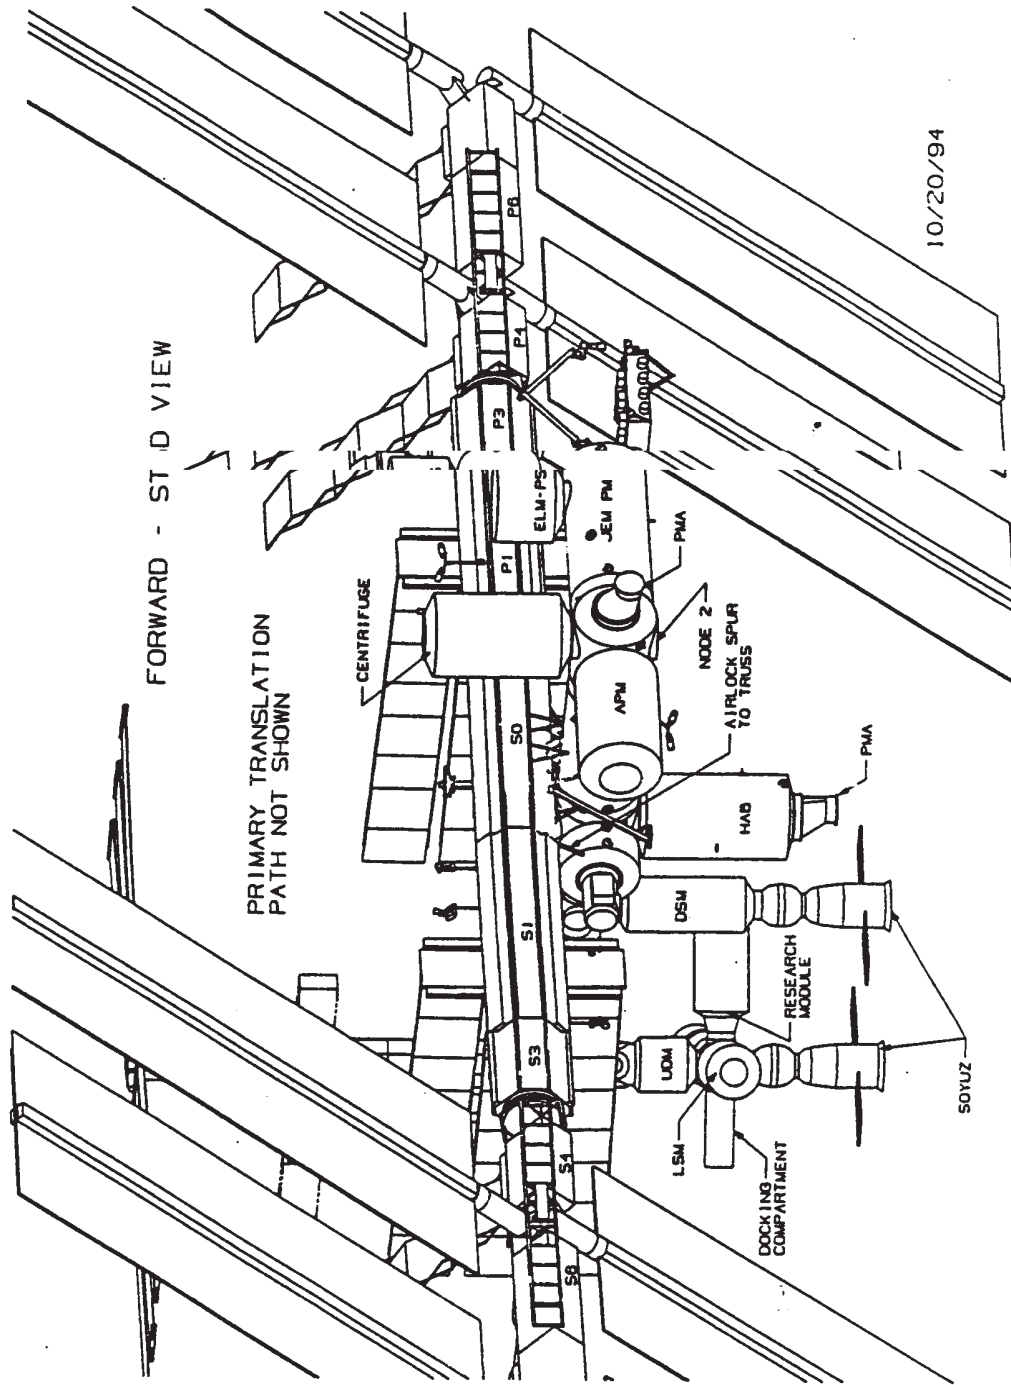 FORWARD - ST D VIEW
PRIMARY TRANSLATION
PATH NOT SHOWN
CENTRIFUGE
S6
S4
S3
S1
S0
P1
P3
P4
P6
ELM-PS
JEM PM
PMA
NODE 2
APM
AIRLOCK SPUR
TO TRUSS
HAB
PMA
DSM
RESEARCH
MODULE
UDM
LSM
DOCKING
COMPARTMENT
SOYUZ
10/20/94